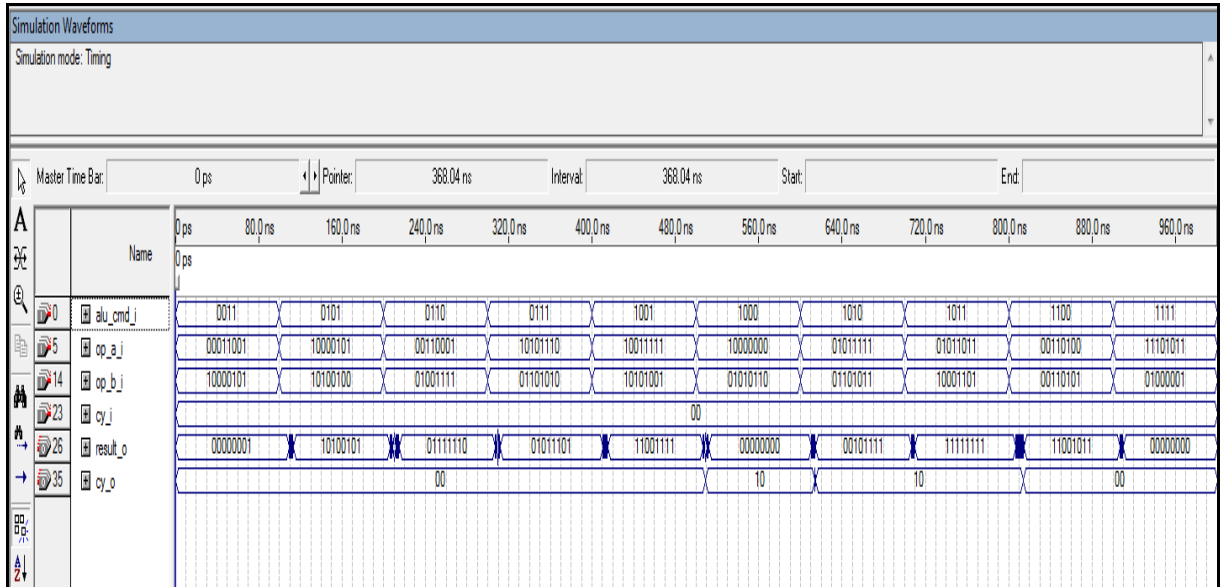 Simulation Waveforms
Simulation mode: Timing
Master Time Bar: 0 ps Pointer: 368.04 ns Interval: 368.04 ns Start: End:
A Name 0 ps 80.0 ns 160.0 ns 240.0 ns 320.0 ns 400.0 ns 480.0 ns 560.0 ns 640.0 ns 720.0 ns 800.0 ns 880.0 ns 960.0 ns
0 ps
0 alu_cmd_i 0011 0101 0110 0111 1001 1000 1010 1011 1100 1111
5 op_a_i 00011001 10000101 00110001 10101110 10011111 10000000 01011111 01011011 00110100 11101011
14 op_b_i 10000101 10100100 01001111 01101010 10101001 01010110 01101011 10001101 00110101 01000001
23 cy_i 00
26 result_o 00000001 10100101 01111110 01011101 11001111 00000000 00101111 11111111 11001011 00000000
35 cy_o 00 10 10 00
A
Z